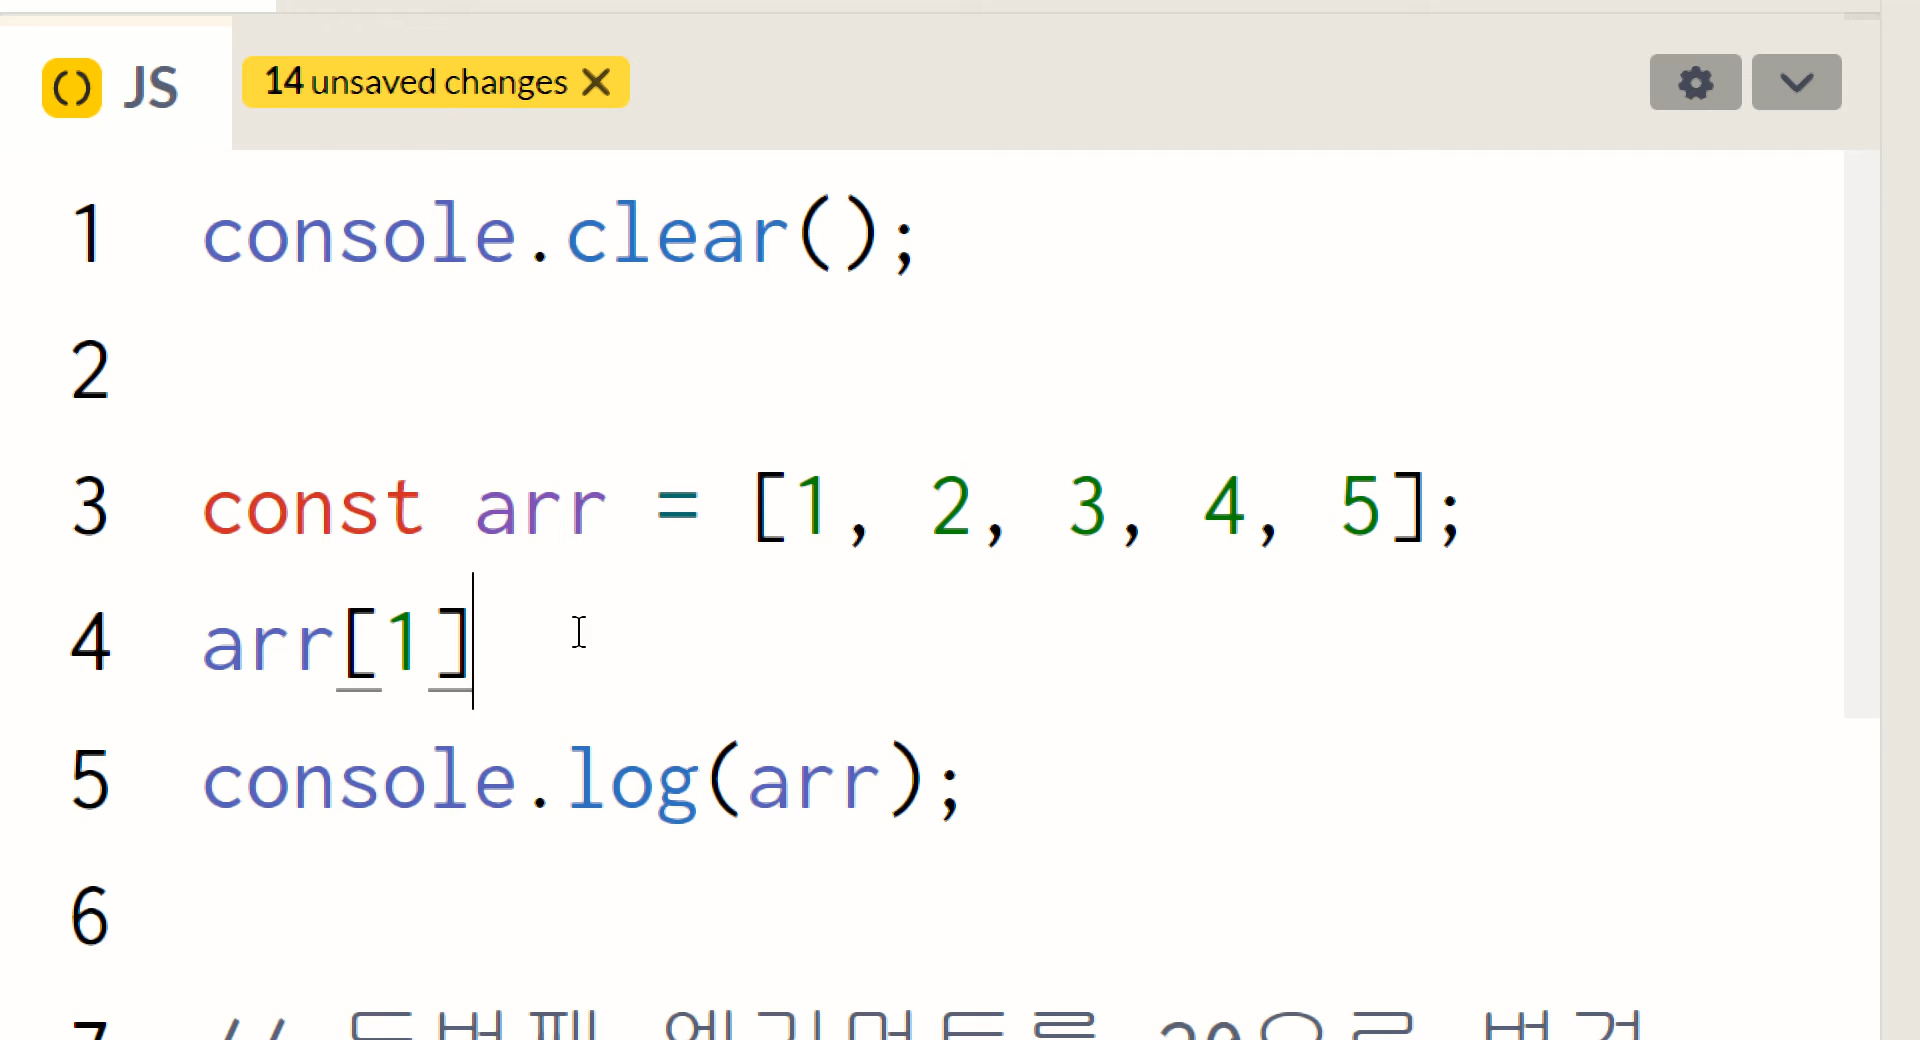 JS 14 unsaved changes
1 console.clear();
2
3 const arr = [1, 2, 3, 4, 5];
4 arr[1]
5 console.log(arr);
6
7 //